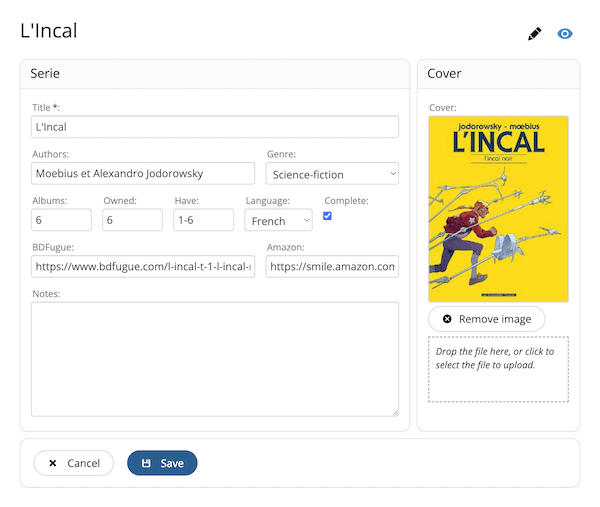 L'Incal
Serie
Title *:
L'Incal
Authors:
Genre:
Moebius et Alexandro Jodorowsky
Science-fiction
Albums:
Owned:
Have:
Language:
Complete:
6
6
1-6
French
BDFugue:
Amazon:
https://www.bdfugue.com/l-incal-t-1-l-incal-
https://smile.amazon.com
Notes:
Cover
Cover:
jodorowsky - mœbius
L'INCAL
l'incal noir
Remove image
Drop the file here, or click to
select the file to upload.
Cancel
Save